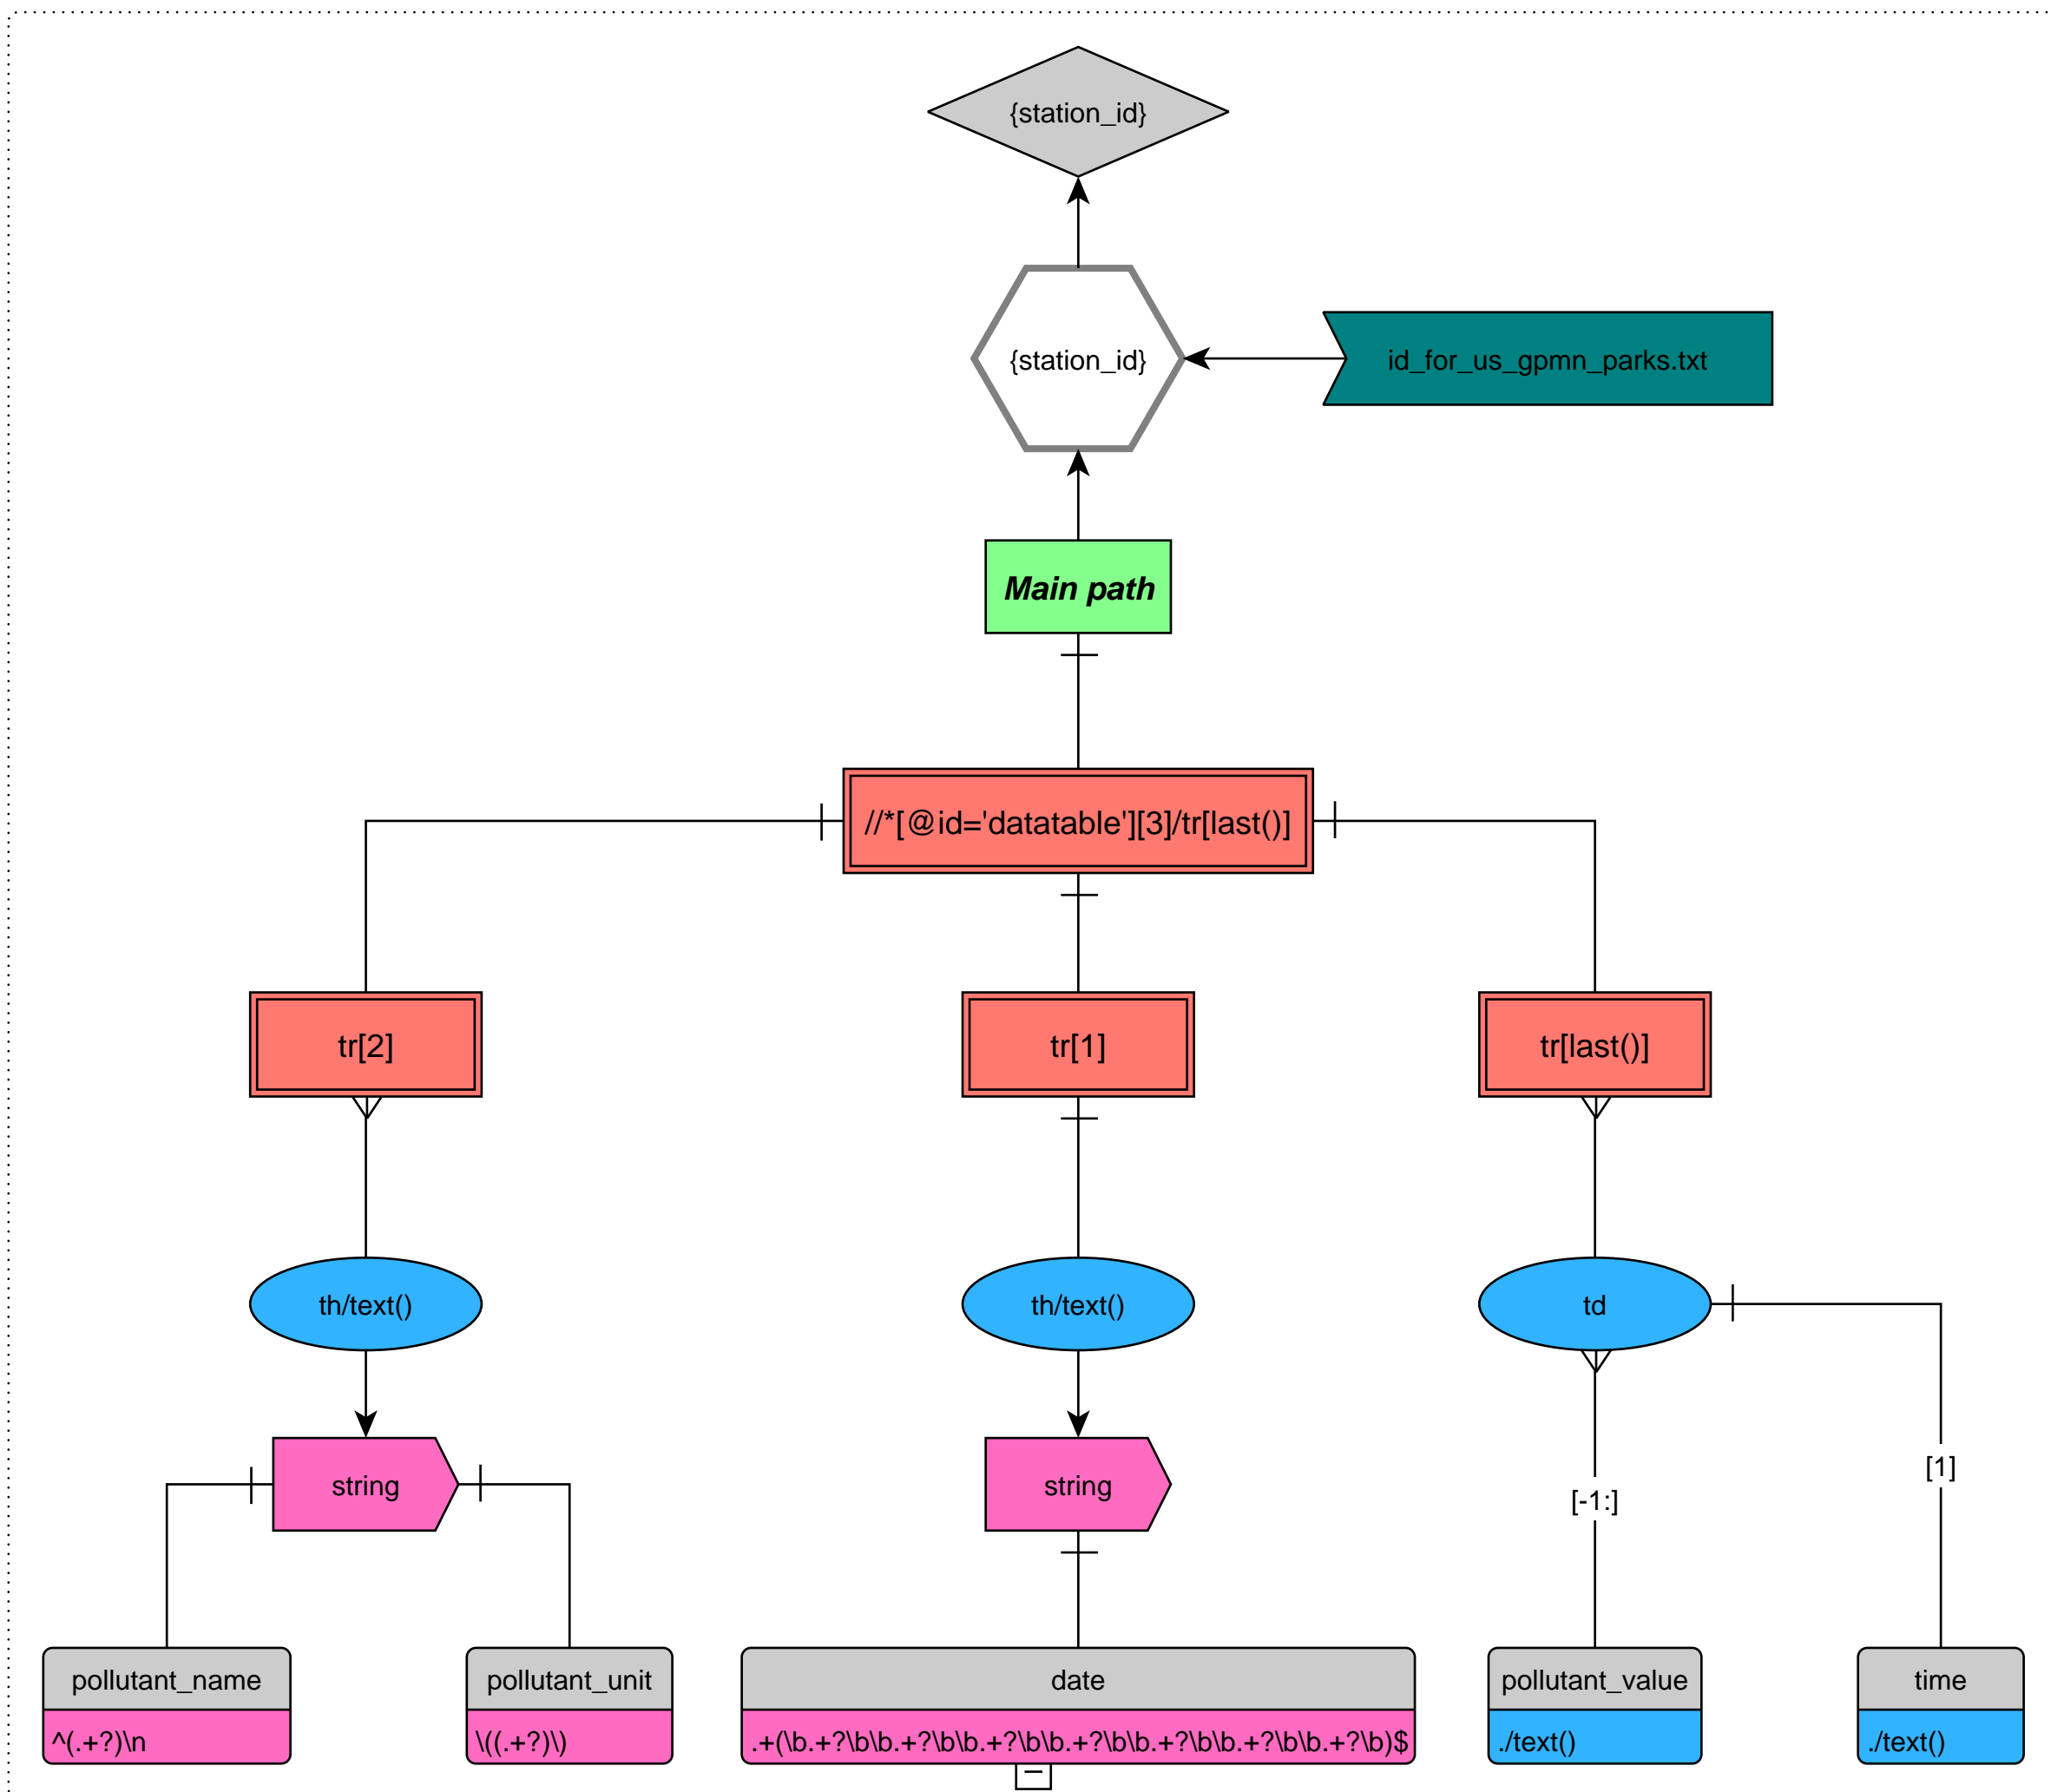 {station_id}
{station_id}
id_for_us_gpmn_parks.txt
Main path
//*[@id='datatable'][3]/tr[last()]
tr[2]
tr[1]
tr[last()]
th/text()
th/text()
td
string
string
[-1:]
[1]
pollutant_name
^(.+?)\n
pollutant_unit
\((.+?)\)
date
.+(\b.+?\b\b.+?\b\b.+?\b\b.+?\b\b.+?\b\b.+?\b\b.+?\b)$
pollutant_value
./text()
time
./text()